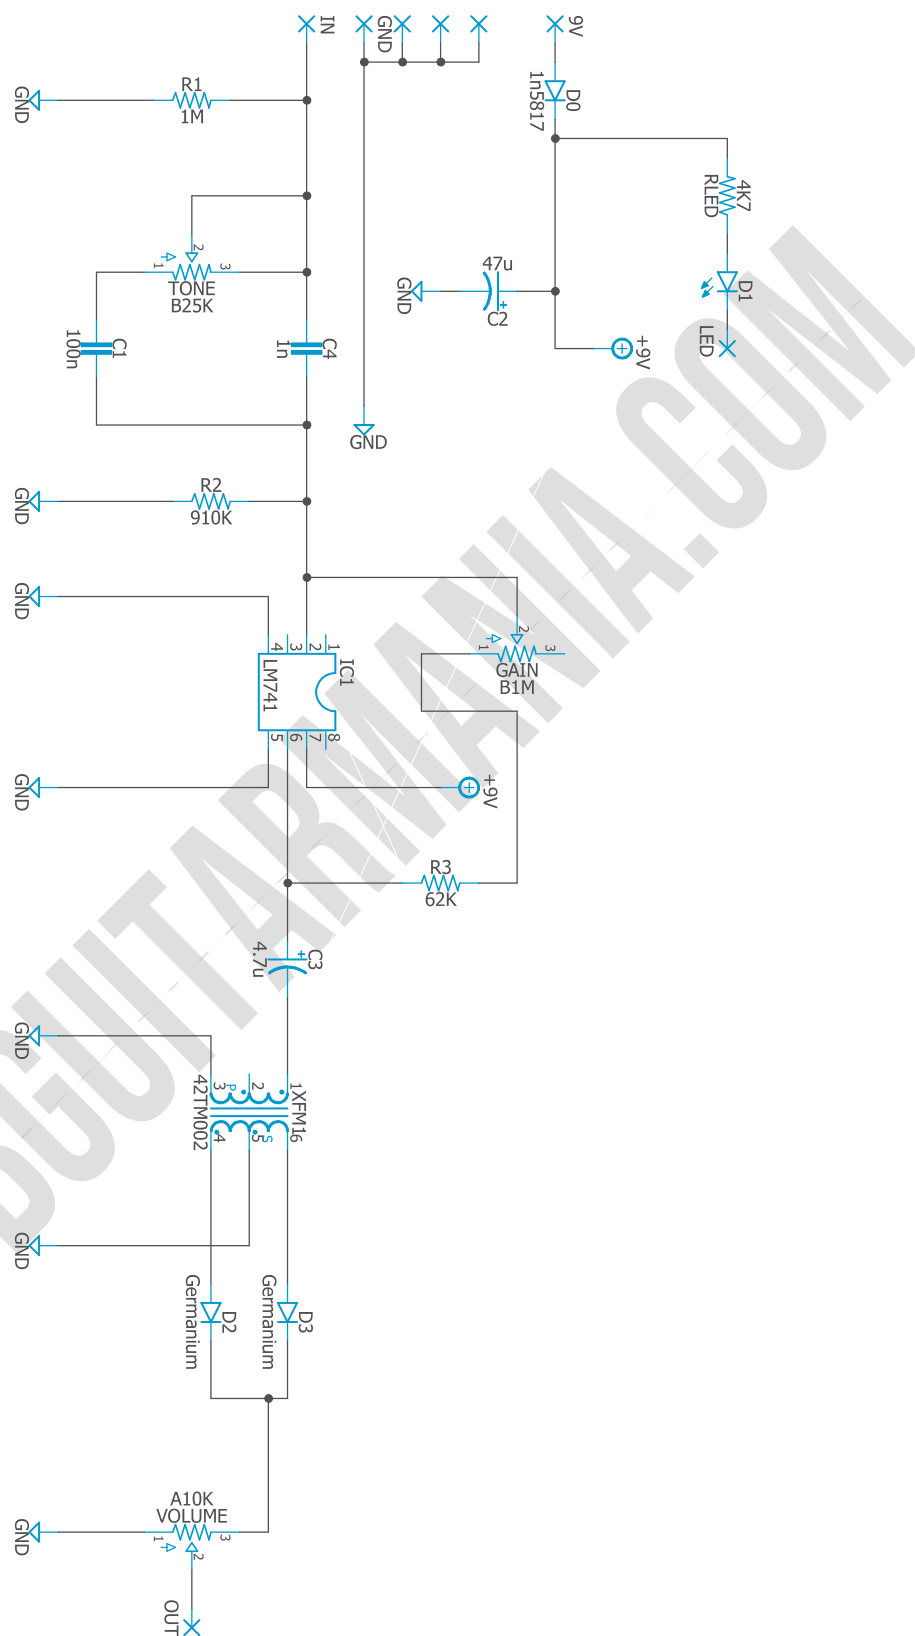 IN
GND
9V
D0
1n5817
R1
1M
GND
4K7
RLED
D1
LED
2
1
3
TONE
B25K
47u
C2
GND
+9V
C1
100n
C4
1n
GND
R2
910K
GND
GND
1
2
3
4
IC1
LM741
5
6
7
8
2
1
3
GAIN
B1M
+9V
GND
R3
62K
C3
4.7u
GND
3
P
2
1
XFM1
42TM002
4
5
S
6
GND
D2
Germanium
D3
Germanium
A10K
VOLUME
3
1
2
GND
OUT
GUITARMANIA.COM